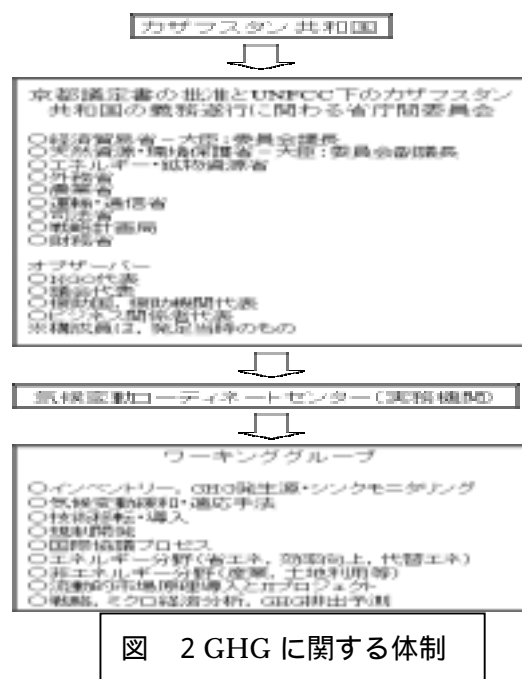 カザフスタン共和国
京都議定書の批准とUNFCC下のカザフスタン
共和国の義務遂行に関わる省庁間委員会
○経済貿易省－大臣：委員会議長
○天然資源・環境保護省－大臣：委員会副議長
○エネルギー・鉱物資源省
○外務省
○農業省
○運輸・通信省
○司法省
○戦略計画局
○財務省
オブザーバー
○NGO代表
○議会代表
○援助国，援助機関代表
○ビジネス関係者代表
※構成員は，発足当時のもの
気候変動コーディネートセンター（実務機関）
ワーキンググループ
○インベントリー，GHG発生源・シンクモニタリング
○気候変動緩和・適応手法
○技術移転・導入
○規制開発
○国際協議プロセス
○エネルギー分野（省エネ，効率向上，代替エネ）
○非エネルギー分野（産業，土地利用等）
○流動的市場原理導入とJIプロジェクト
○戦略，ミクロ経済分析，GHG排出予測
図　2 GHG に関する体制